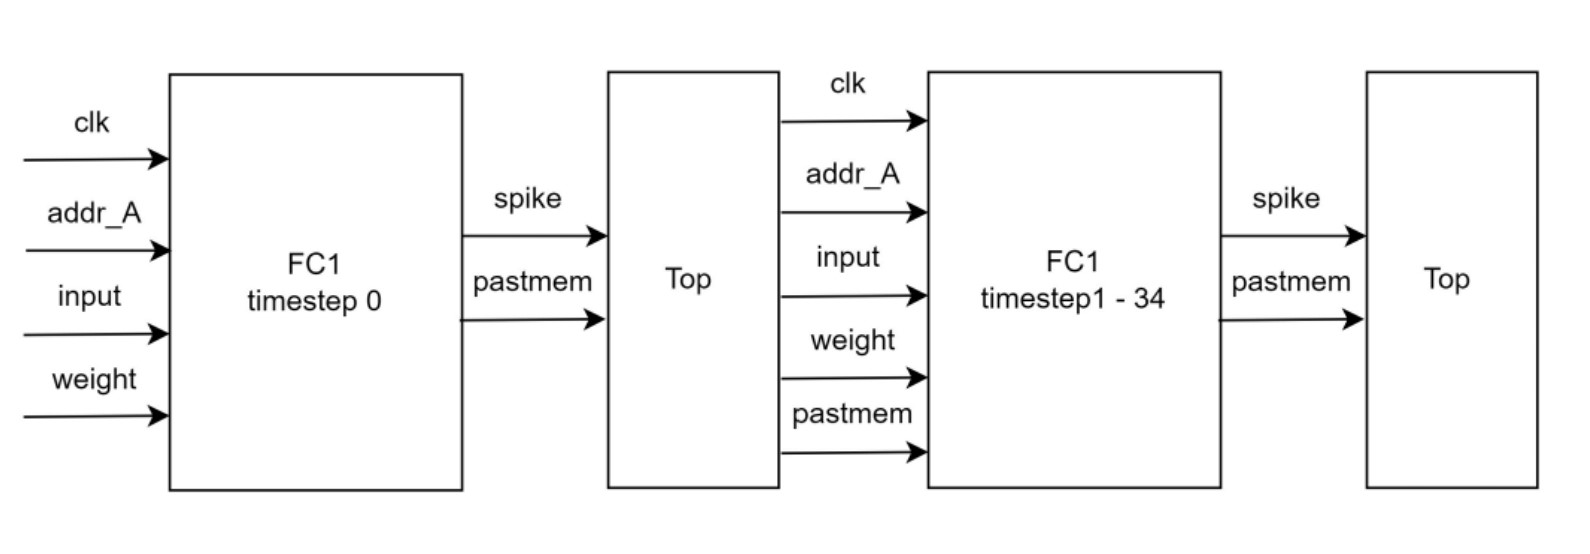 clk
addr_A
input
weight
FC1
timestep 0
spike
pastmem
Top
clk
addr_A
input
weight
pastmem
FC1
timestep1 - 34
spike
pastmem
Top